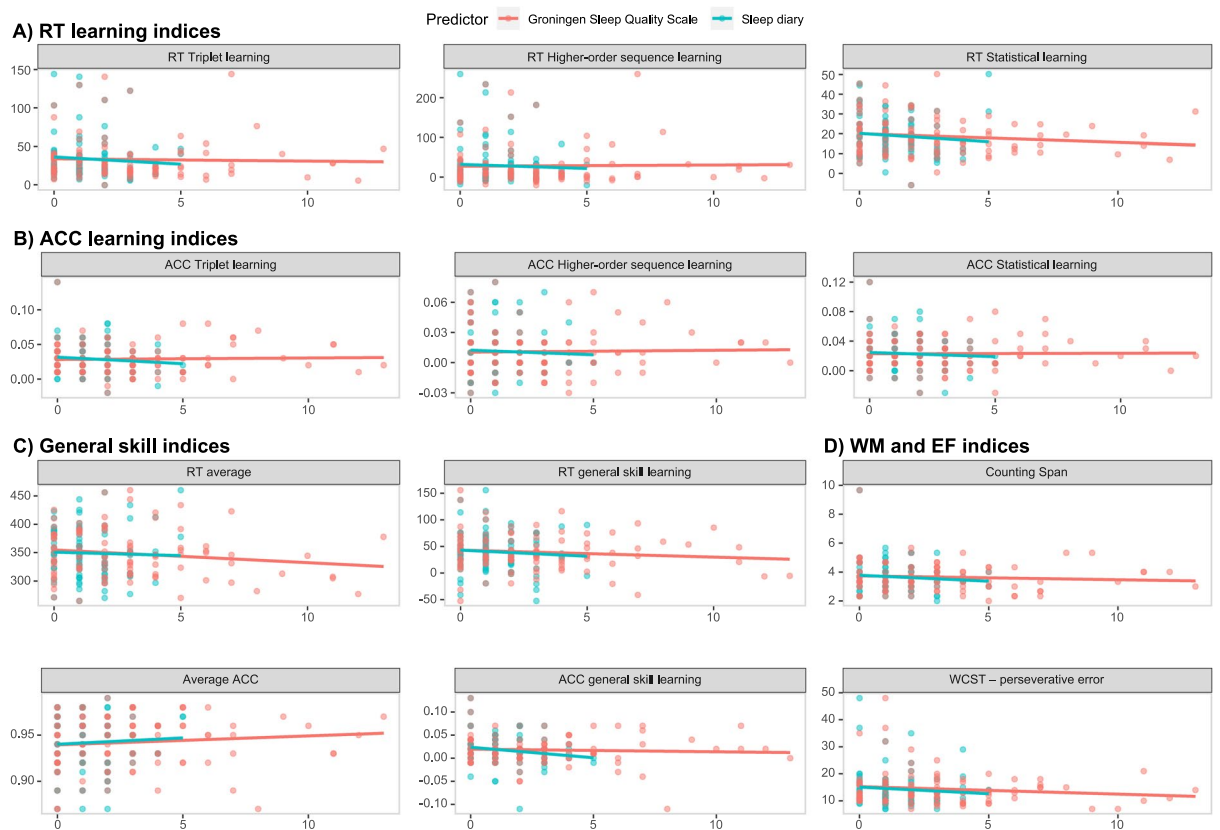 Predictor Groningen Sleep Quality Scale Sleep diary
A) RT learning indices
RT Triplet learning
RT Higher-order sequence learning
RT Statistical learning
150
100
50
0
0 5 10
200
100
0
0 5 10
50
40
30
20
10
0
0 5 10
B) ACC learning indices
ACC Triplet learning
ACC Higher-order sequence learning
ACC Statistical learning
0.10
0.05
0.00
0 5 10
0.06
0.03
0.00
-0.03
0 5 10
0.12
0.08
0.04
0.00
0 5 10
C) General skill indices
RT average
RT general skill learning
450
400
350
300
0 5 10
150
100
50
0
-50
0 5 10
D) WM and EF indices
Counting Span
10
8
6
4
2
0 5 10
Average ACC
0.95
0.90
0 5 10
ACC general skill learning
0.10
0.05
0.00
-0.05
-0.10
0 5 10
WCST – perseverative error
50
40
30
20
10
0 5 10